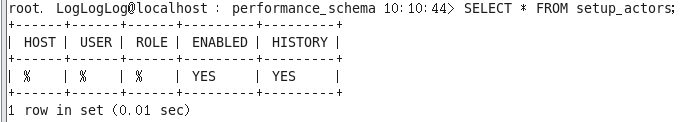 root. LogLogLog@localhost : performance_schema 10:10:44> SELECT * FROM setup_actors;
+------+------+------+---------+---------+
| HOST | USER | ROLE | ENABLED | HISTORY |
+------+------+------+---------+---------+
| %    | %    | %    | YES     | YES     |
+------+------+------+---------+---------+
1 row in set (0.01 sec)